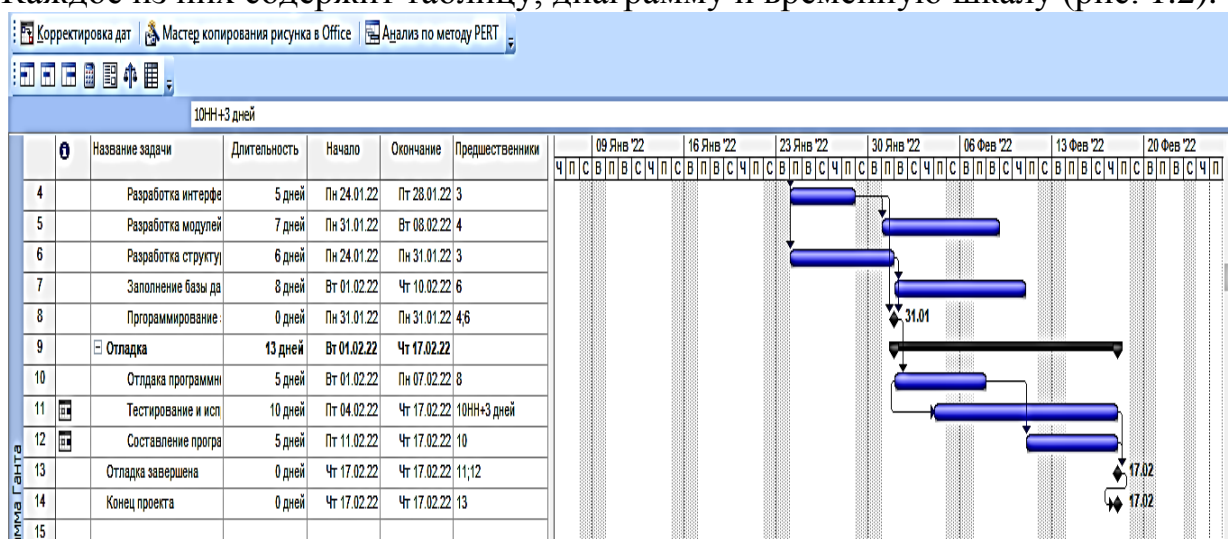 Каждое из них содержит таблицу, диаграмму и временную шкалу (рис. 1.2).
Корректировка дат Мастер копирования рисунка в Office Анализ по методу PERT
10НН+3 дней
Название задачи Длительность Начало Окончание Предшественники 09 Янв '22 16 Янв '22 23 Янв '22 30 Янв '22 06 Фев '22 13 Фев '22 20 Фев '22
Ч П С В П В С Ч П С В П В С Ч П С В П В С Ч П С В П В С Ч П С В П В С Ч П С В П В С Ч П С В П В С Ч П
4 Разработка интерфе 5 дней Пн 24.01.22 Пт 28.01.22 3
5 Разработка модулей 7 дней Пн 31.01.22 Вт 08.02.22 4
6 Разработка структу 6 дней Пн 24.01.22 Пн 31.01.22 3
7 Заполнение базы да 8 дней Вт 01.02.22 Чт 10.02.22 6
8 Пргораммирование 0 дней Пн 31.01.22 Пн 31.01.22 4;6 31.01
9 Отладка 13 дней Вт 01.02.22 Чт 17.02.22
10 Отлдака программн 5 дней Вт 01.02.22 Пн 07.02.22 8
11 Тестирование и исп 10 дней Пт 04.02.22 Чт 17.02.22 10НН+3 дней
12 Составление програ 5 дней Пт 11.02.22 Чт 17.02.22 10
13 Отладка завершена 0 дней Чт 17.02.22 Чт 17.02.22 11;12 17.02
14 Конец проекта 0 дней Чт 17.02.22 Чт 17.02.22 13 17.02
15
мма Ганта